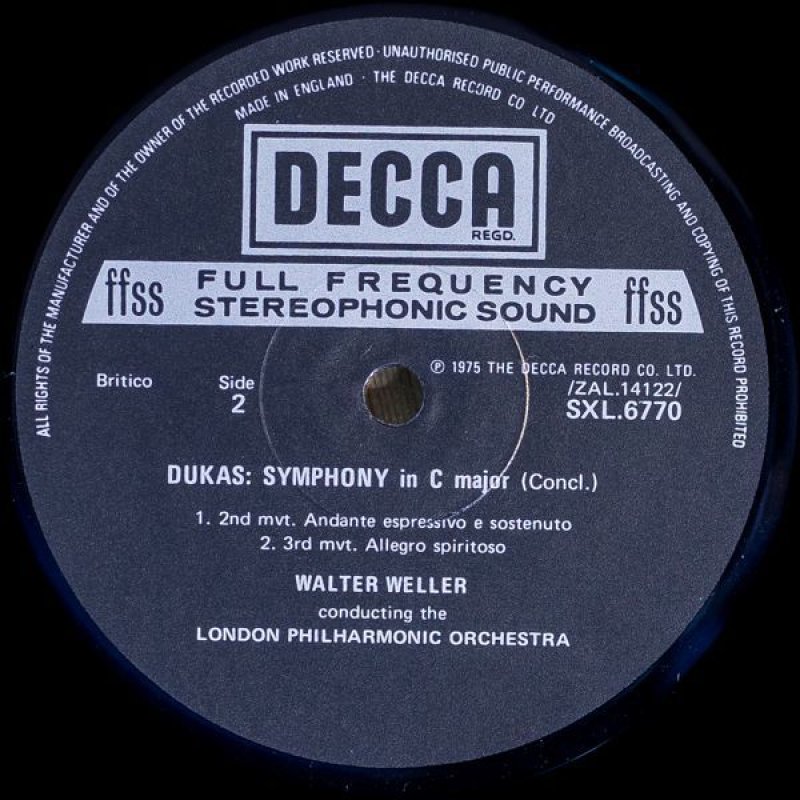 ALL RIGHTS OF THE MANUFACTURER AND OF THE OWNER OF THE RECORDED WORK RESERVED · UNAUTHORISED PUBLIC PERFORMANCE BROADCASTING AND COPYING OF THIS RECORD PROHIBITED
MADE IN ENGLAND · THE DECCA RECORD CO LTD
DECCA
REGD.
ffss FULL FREQUENCY STEREOPHONIC SOUND ffss
℗ 1975 THE DECCA RECORD CO. LTD.
Britico Side /ZAL.14122/
2 SXL.6770
DUKAS: SYMPHONY in C major (Concl.)
1. 2nd mvt. Andante espressivo e sostenuto
2. 3rd mvt. Allegro spiritoso
WALTER WELLER
conducting the
LONDON PHILHARMONIC ORCHESTRA